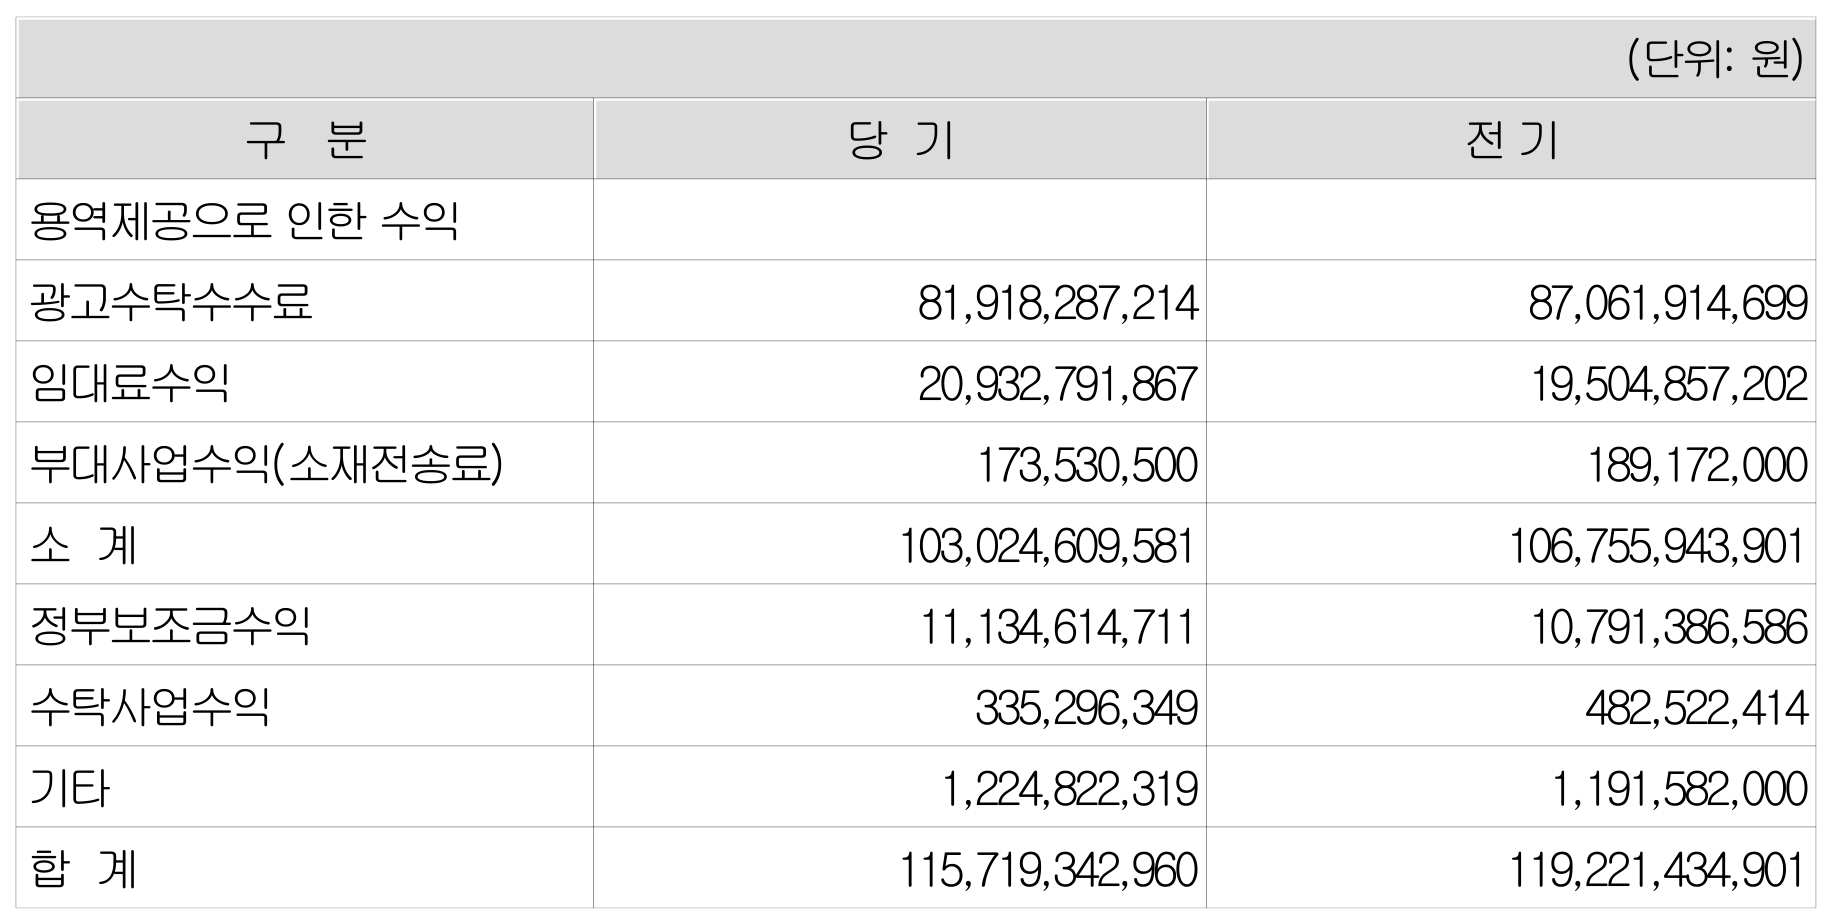 (단위: 원)
구 분 당 기 전 기
용역제공으로 인한 수익
광고수탁수수료 81,918,287,214 87,061,914,699
임대료수익 20,932,791,867 19,504,857,202
부대사업수익(소재전송료) 173,530,500 189,172,000
소 계 103,024,609,581 106,755,943,901
정부보조금수익 11,134,614,711 10,791,386,586
수탁사업수익 335,296,349 482,522,414
기타 1,224,822,319 1,191,582,000
합 계 115,719,342,960 119,221,434,901